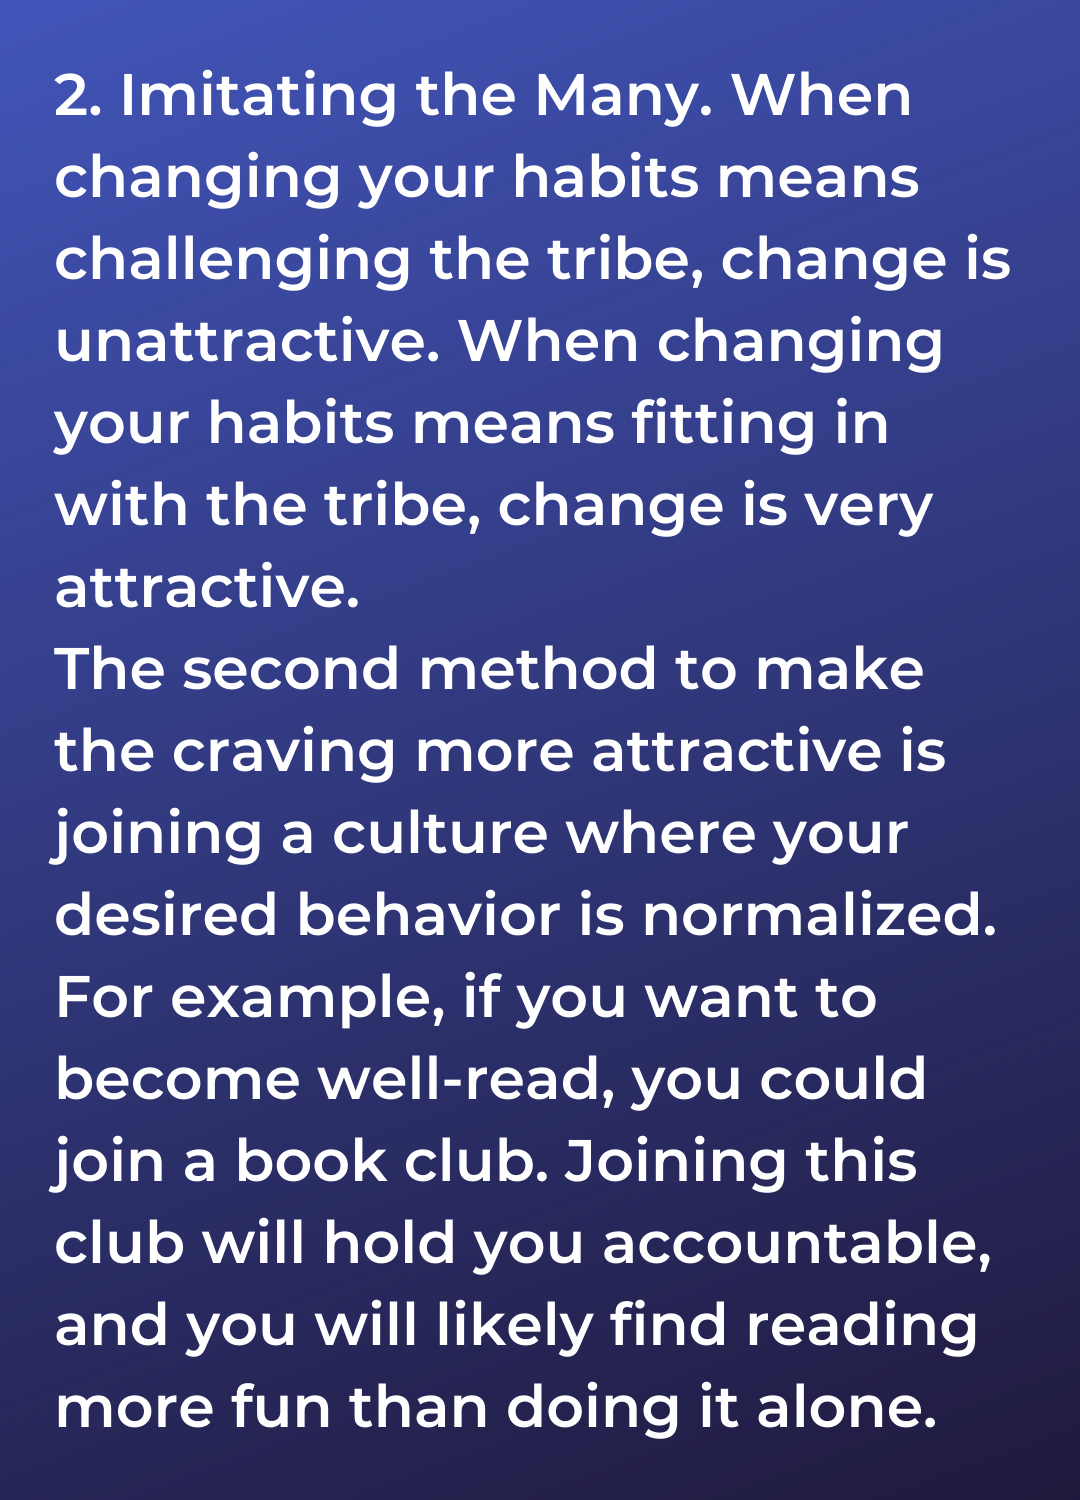 2. Imitating the Many. When
changing your habits means
challenging the tribe, change is
unattractive. When changing
your habits means fitting in
with the tribe, change is very
attractive.
The second method to make
the craving more attractive is
joining a culture where your
desired behavior is normalized.
For example, if you want to
become well-read, you could
join a book club. Joining this
club will hold you accountable,
and you will likely find reading
more fun than doing it alone.